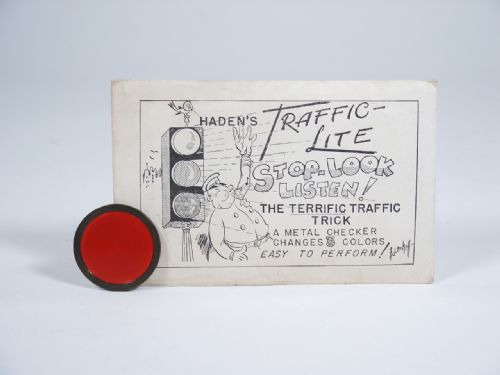 HADEN'S TRAFFIC-
LITE
STOP-LOOK
LISTEN!
THE TERRIFIC TRAFFIC
TRICK
A METAL CHECKER
CHANGES 3 COLORS
EASY TO PERFORM!